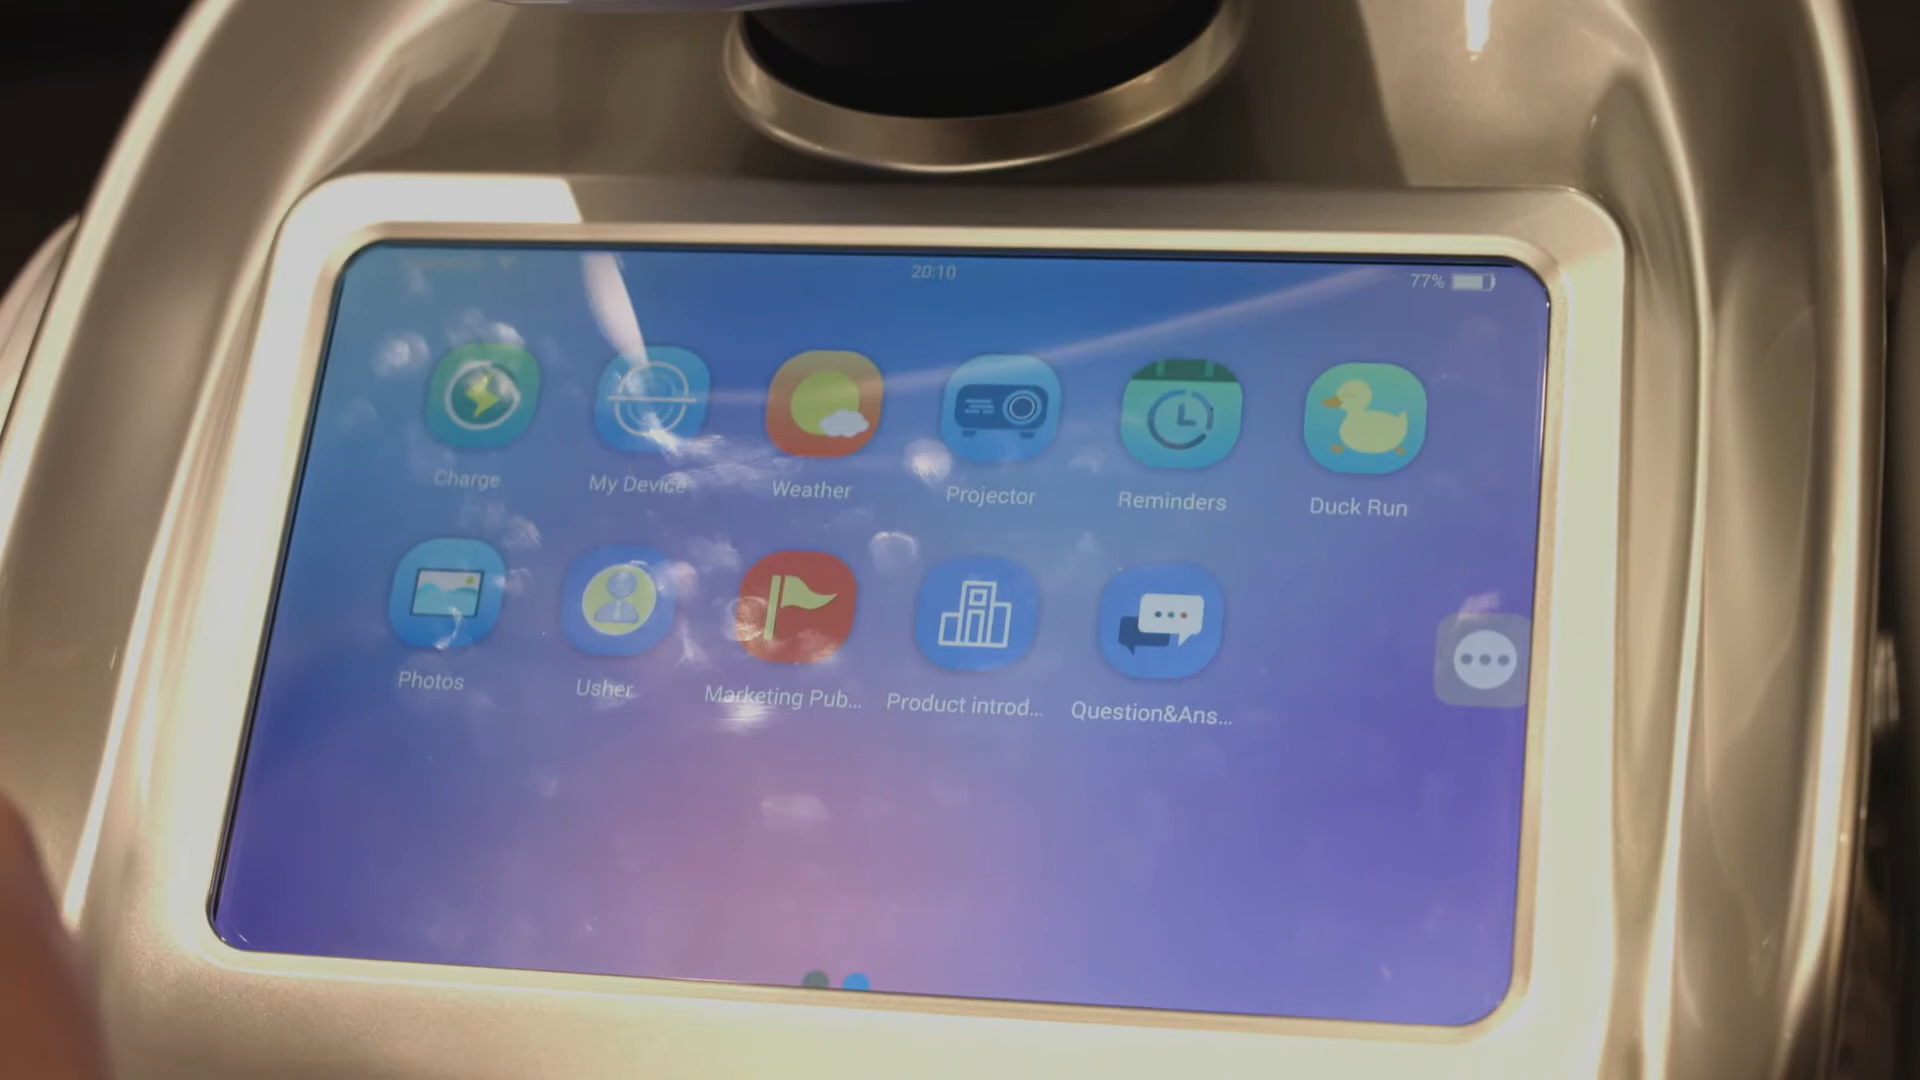 20:10
77%
Charge
My Device
Weather
Projector
Reminders
Duck Run
Photos
Usher
Marketing Pub...
Product introd...
Question&Ans...